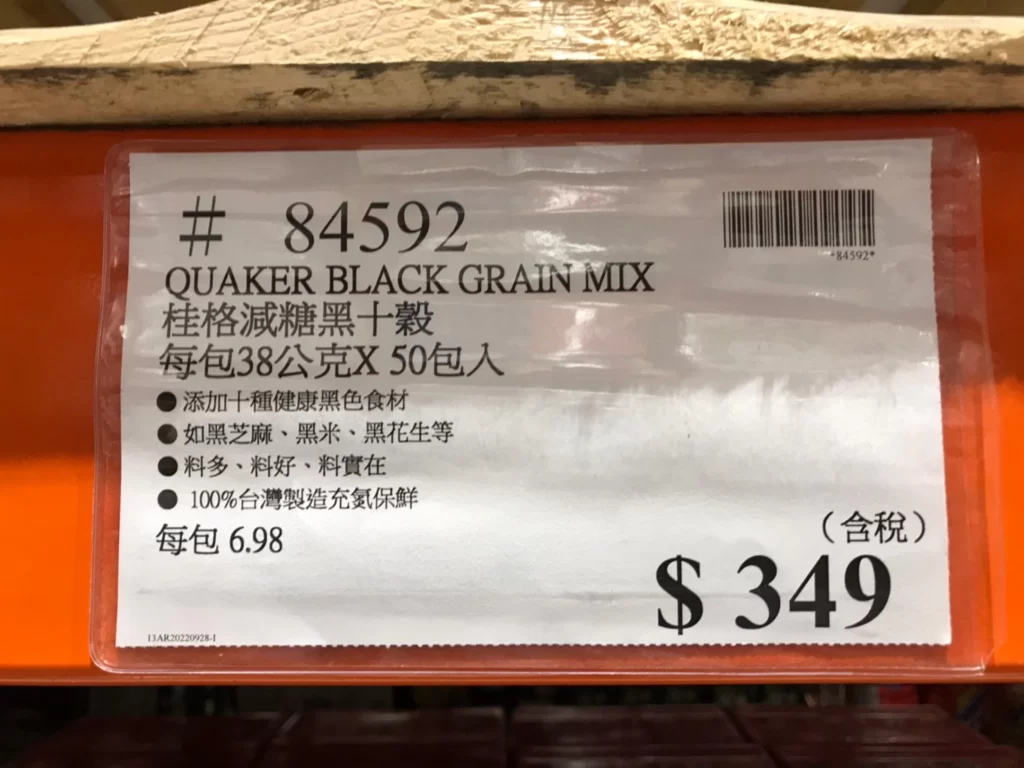 # 84592
*84592*
QUAKER BLACK GRAIN MIX
桂格減糖黑十穀
每包38公克X 50包入
●添加十種健康黑色食材
●如黑芝麻、黑米、黑花生等
●料多、料好、料實在
● 100%台灣製造充氮保鮮
每包 6.98
（含稅）
$ 349
13AR20220928-1